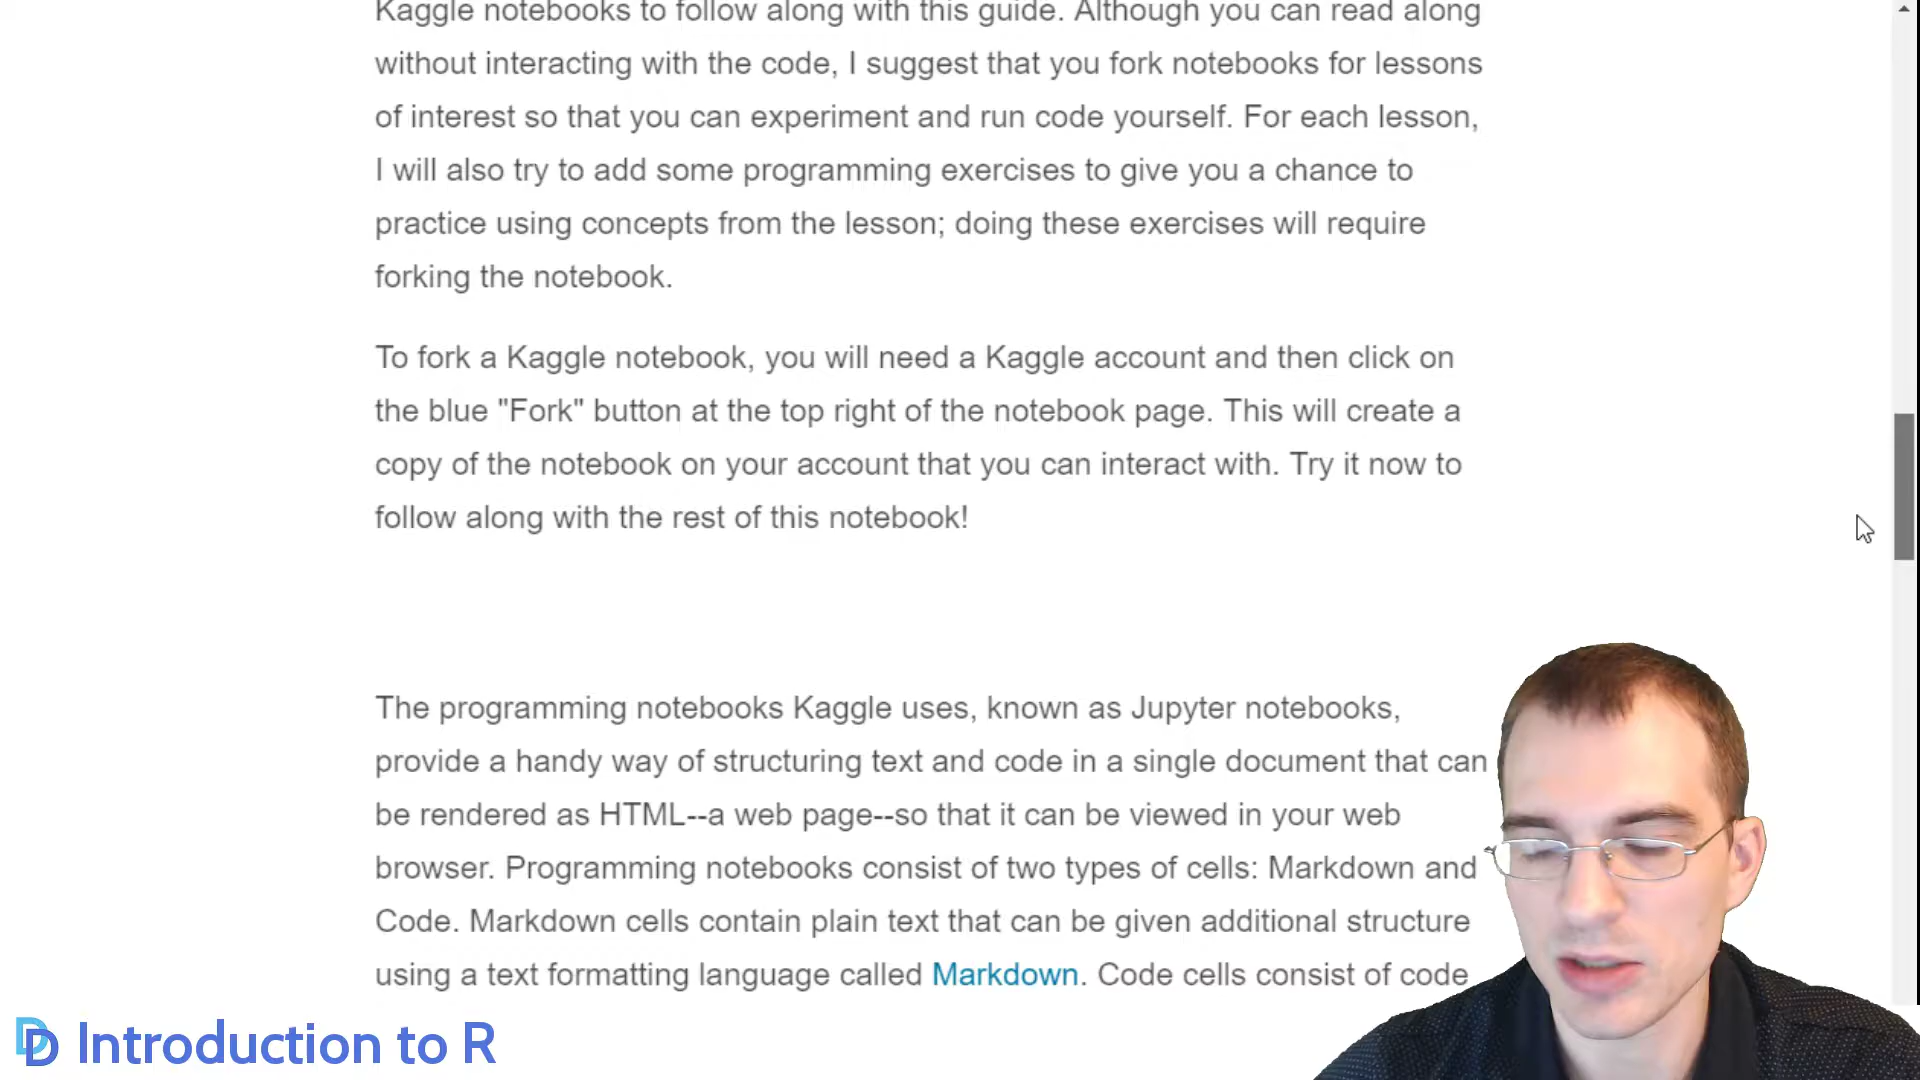 Kaggle notebooks to follow along with this guide. Although you can read along
without interacting with the code, I suggest that you fork notebooks for lessons
of interest so that you can experiment and run code yourself. For each lesson,
I will also try to add some programming exercises to give you a chance to
practice using concepts from the lesson; doing these exercises will require
forking the notebook.
To fork a Kaggle notebook, you will need a Kaggle account and then click on
the blue "Fork" button at the top right of the notebook page. This will create a
copy of the notebook on your account that you can interact with. Try it now to
follow along with the rest of this notebook!
The programming notebooks Kaggle uses, known as Jupyter notebooks,
provide a handy way of structuring text and code in a single document that can
be rendered as HTML--a web page--so that it can be viewed in your web
browser. Programming notebooks consist of two types of cells: Markdown and
Code. Markdown cells contain plain text that can be given additional structure
using a text formatting language called Markdown. Code cells consist of code
Introduction to R